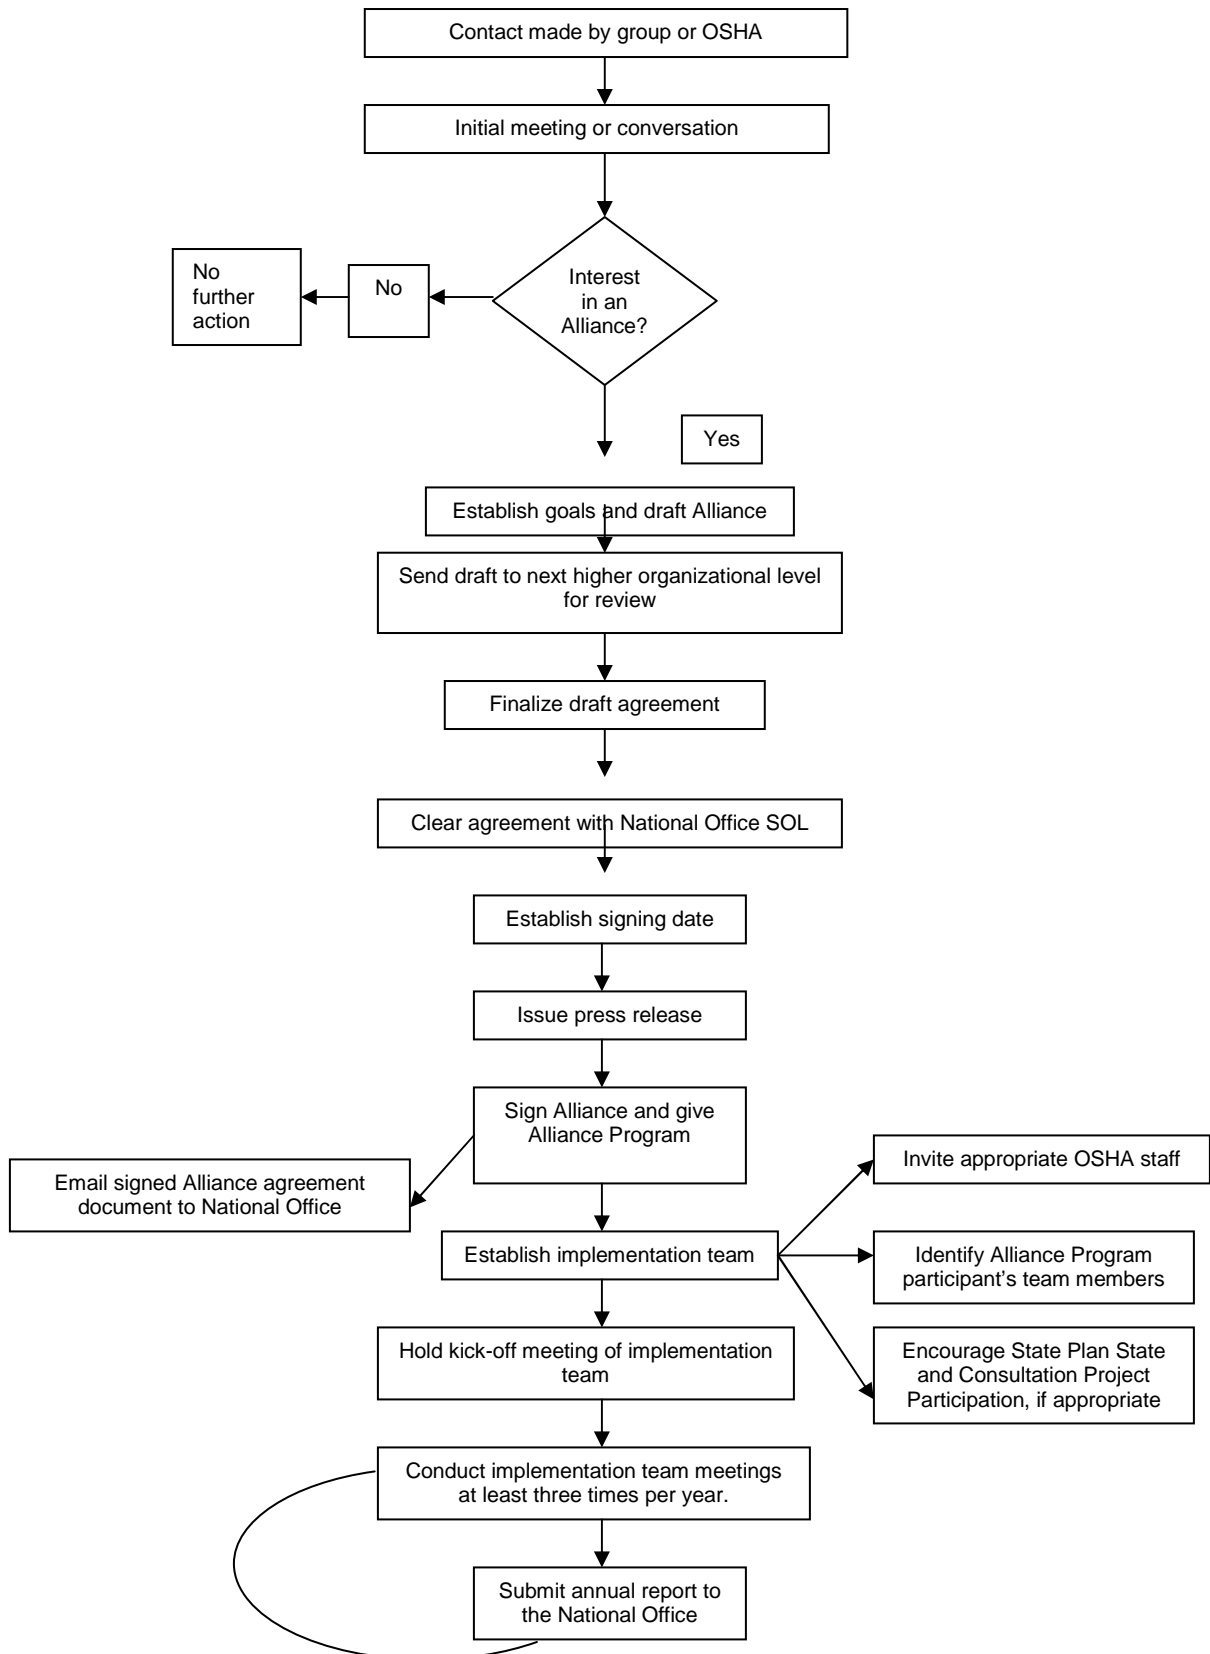 Contact made by group or OSHA
Initial meeting or conversation
Interest
in an
Alliance?
No
No
further
action
Yes
Establish goals and draft Alliance
Send draft to next higher organizational level
for review
Finalize draft agreement
Clear agreement with National Office SOL
Establish signing date
Issue press release
Sign Alliance and give
Alliance Program
Email signed Alliance agreement
document to National Office
Establish implementation team
Invite appropriate OSHA staff
Identify Alliance Program
participant’s team members
Encourage State Plan State
and Consultation Project
Participation, if appropriate
Hold kick-off meeting of implementation
team
Conduct implementation team meetings
at least three times per year.
Submit annual report to
the National Office